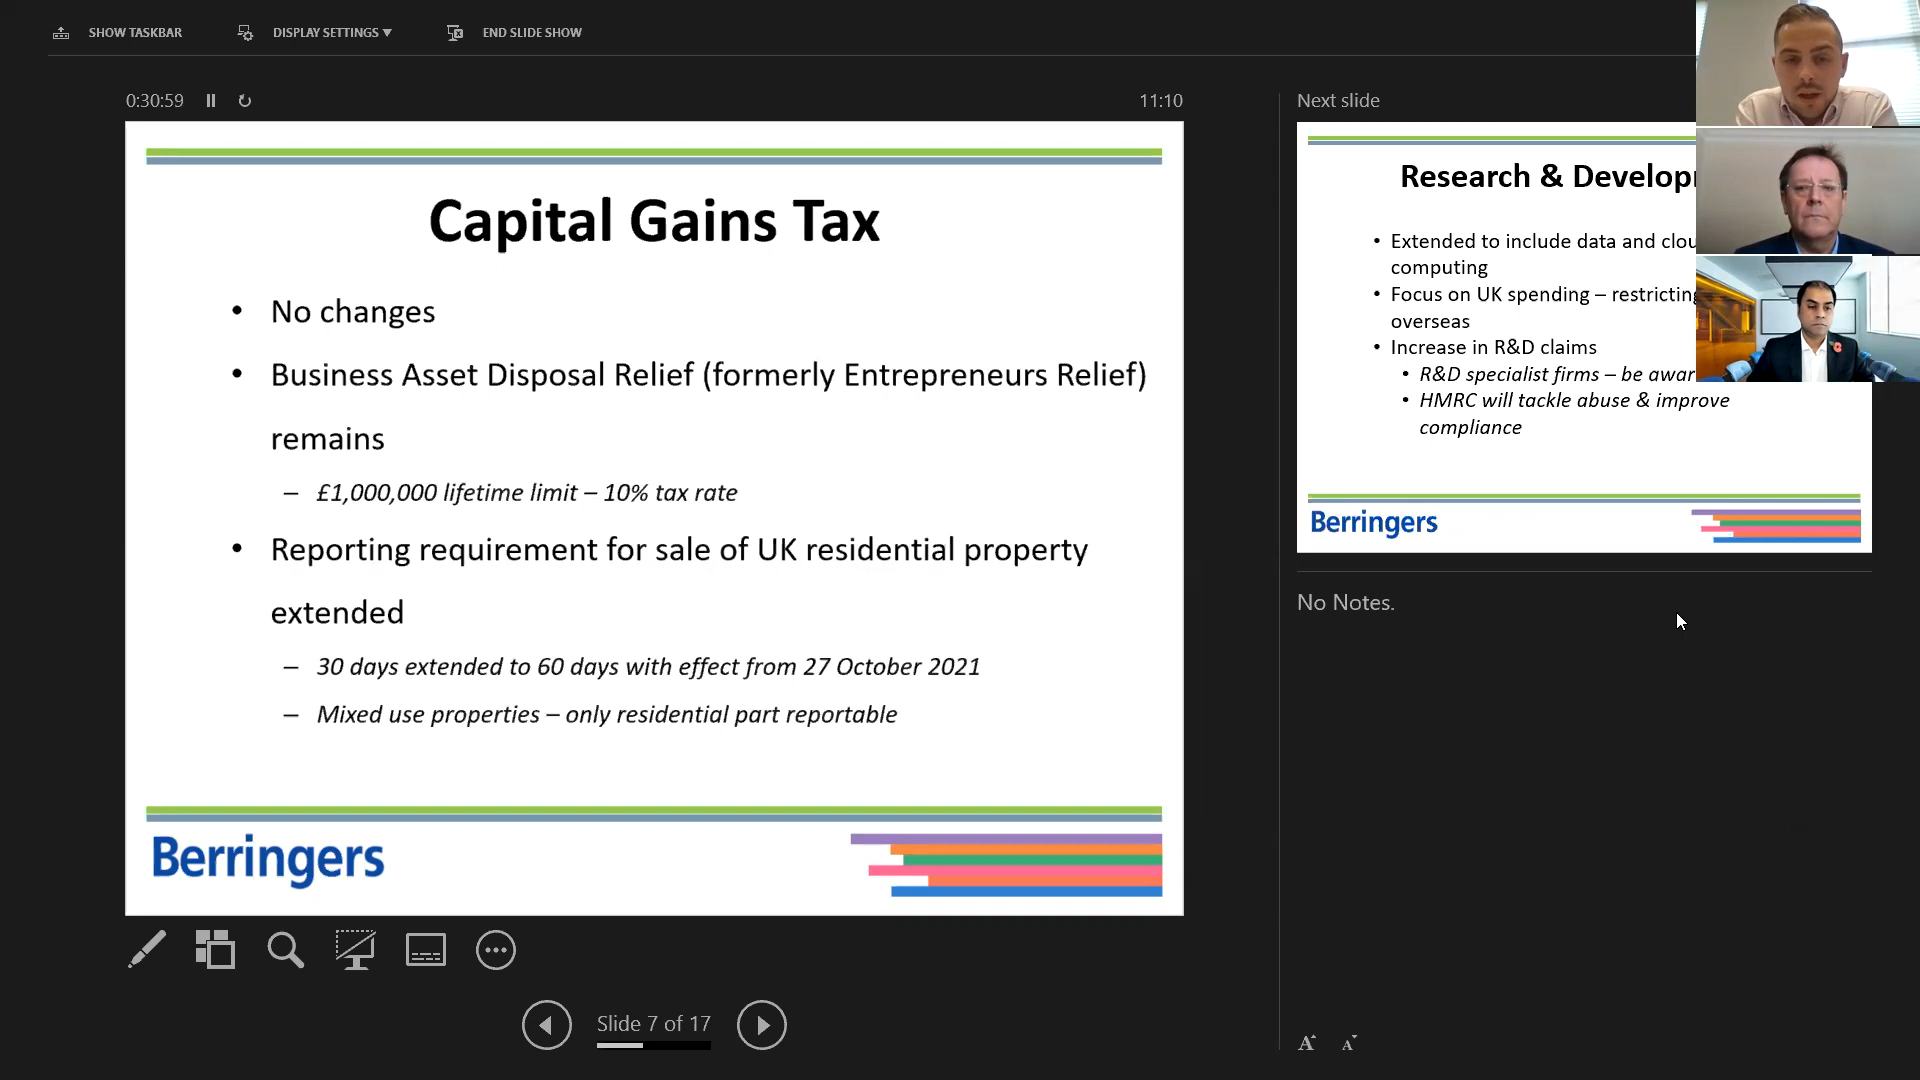 SHOW TASKBAR
DISPLAY SETTINGS ▼
END SLIDE SHOW
0:30:59
11:10
Capital Gains Tax
• No changes
• Business Asset Disposal Relief (formerly Entrepreneurs Relief)
remains
– £1,000,000 lifetime limit – 10% tax rate
• Reporting requirement for sale of UK residential property
extended
– 30 days extended to 60 days with effect from 27 October 2021
– Mixed use properties – only residential part reportable
Berringers
Slide 7 of 17
Next slide
Research &
• Extended to include data and
computing
• Focus on UK spending – restricting
overseas
• Increase in R&D claims
• R&D specialist firms – be
• HMRC will tackle abuse & improve
compliance
Berringers
No Notes.
A A